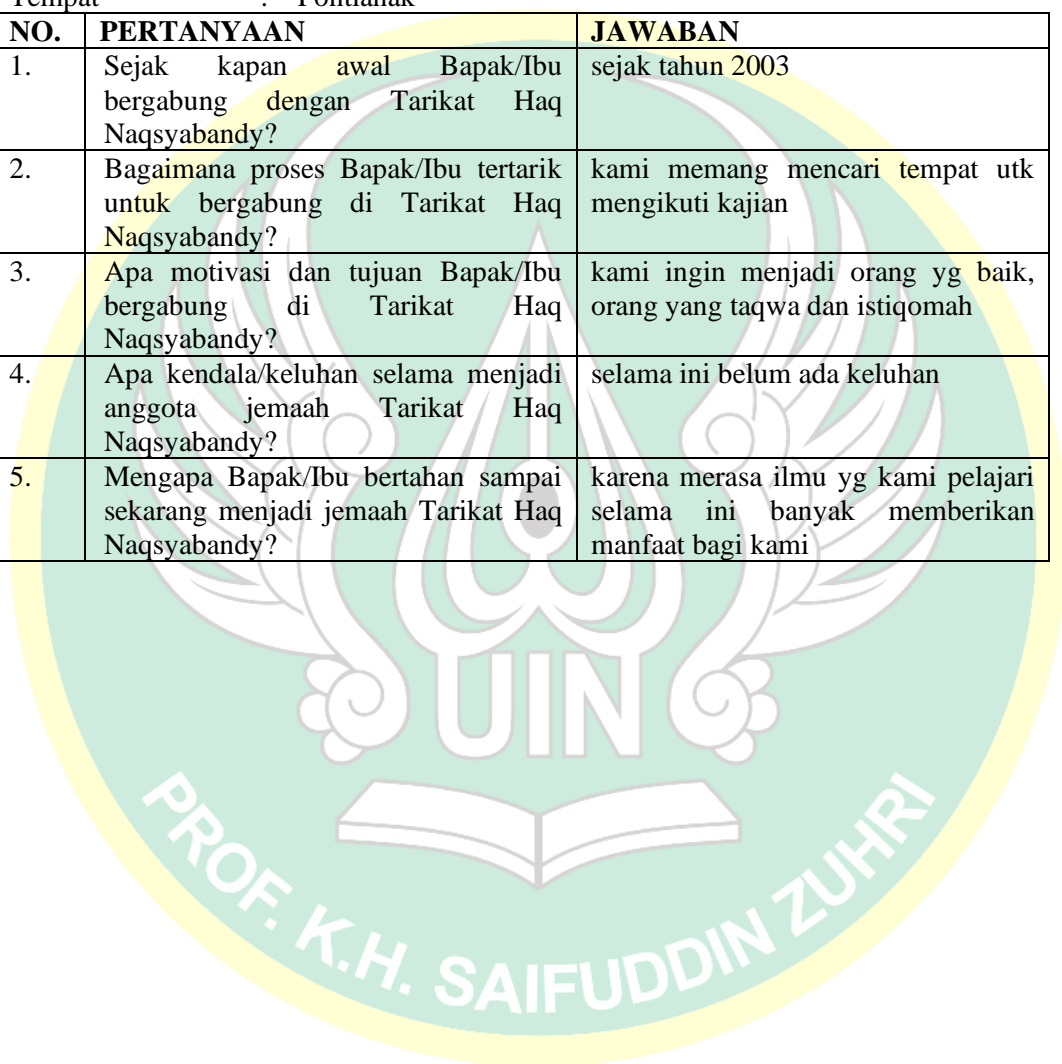 Tempat : Pontianak
NO. PERTANYAAN JAWABAN
1. Sejak kapan awal Bapak/Ibu sejak tahun 2003
bergabung dengan Tarikat Haq
Naqsyabandy?
2. Bagaimana proses Bapak/Ibu tertarik kami memang mencari tempat utk
untuk bergabung di Tarikat Haq mengikuti kajian
Naqsyabandy?
3. Apa motivasi dan tujuan Bapak/Ibu kami ingin menjadi orang yg baik,
bergabung di Tarikat Haq orang yang taqwa dan istiqomah
Naqsyabandy?
4. Apa kendala/keluhan selama menjadi selama ini belum ada keluhan
anggota jemaah Tarikat Haq
Naqsyabandy?
5. Mengapa Bapak/Ibu bertahan sampai karena merasa ilmu yg kami pelajari
sekarang menjadi jemaah Tarikat Haq selama ini banyak memberikan
Naqsyabandy? manfaat bagi kami
UIN
PROF. K.H. SAIFUDDIN ZUHRI